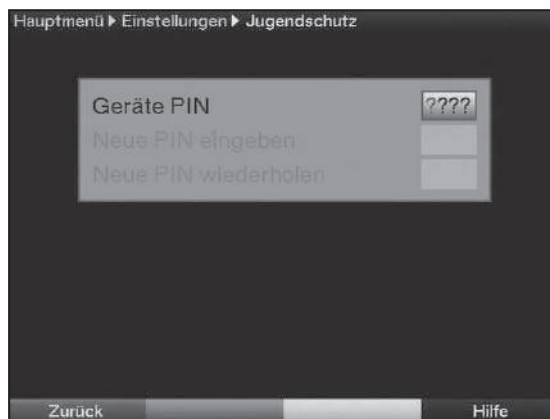 Hauptmenü ▶ Einstellungen ▶ Jugendschutz
Geräte PIN ????
Neue PIN eingeben
Neue PIN wiederholen
Zurück Hilfe